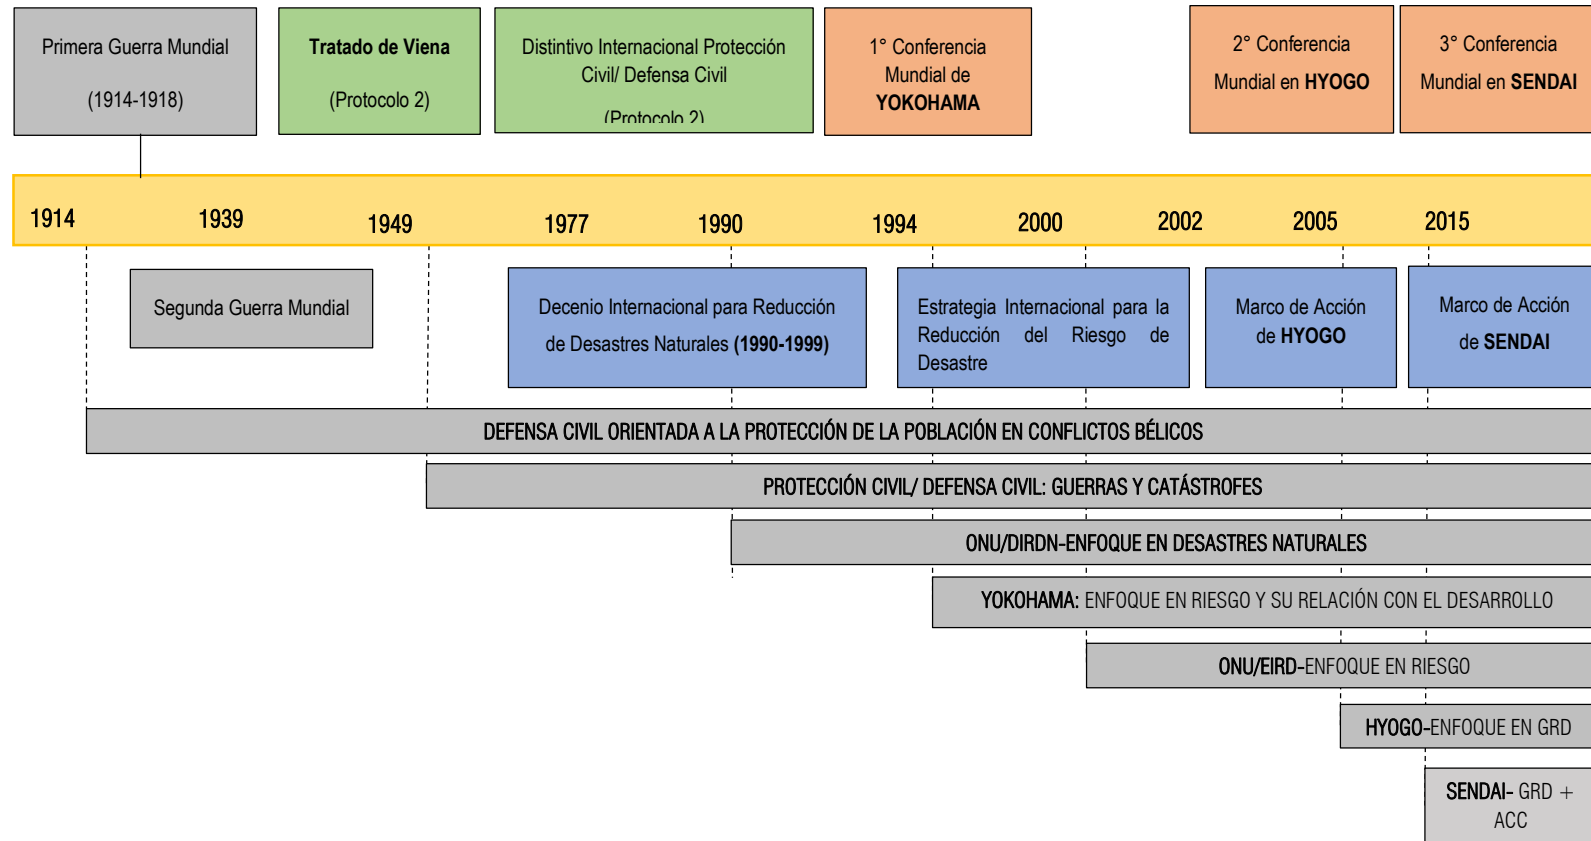 Primera Guerra Mundial
(1914-1918)
Tratado de Viena
(Protocolo 2)
Distintivo Internacional Protección
Civil/ Defensa Civil
(Protocolo 2)
1° Conferencia
Mundial de
YOKOHAMA
2° Conferencia
Mundial en HYOGO
3° Conferencia
Mundial en SENDAI
1914
1939
1949
1977
1990
1994
2000
2002
2005
2015
Segunda Guerra Mundial
Decenio Internacional para Reducción
de Desastres Naturales (1990-1999)
Estrategia Internacional para la
Reducción del Riesgo de
Desastre
Marco de Acción
de HYOGO
Marco de Acción
de SENDAI
DEFENSA CIVIL ORIENTADA A LA PROTECCIÓN DE LA POBLACIÓN EN CONFLICTOS BÉLICOS
PROTECCIÓN CIVIL/ DEFENSA CIVIL: GUERRAS Y CATÁSTROFES
ONU/DIRDN-ENFOQUE EN DESASTRES NATURALES
YOKOHAMA: ENFOQUE EN RIESGO Y SU RELACIÓN CON EL DESARROLLO
ONU/EIRD-ENFOQUE EN RIESGO
HYOGO-ENFOQUE EN GRD
SENDAI- GRD +
ACC